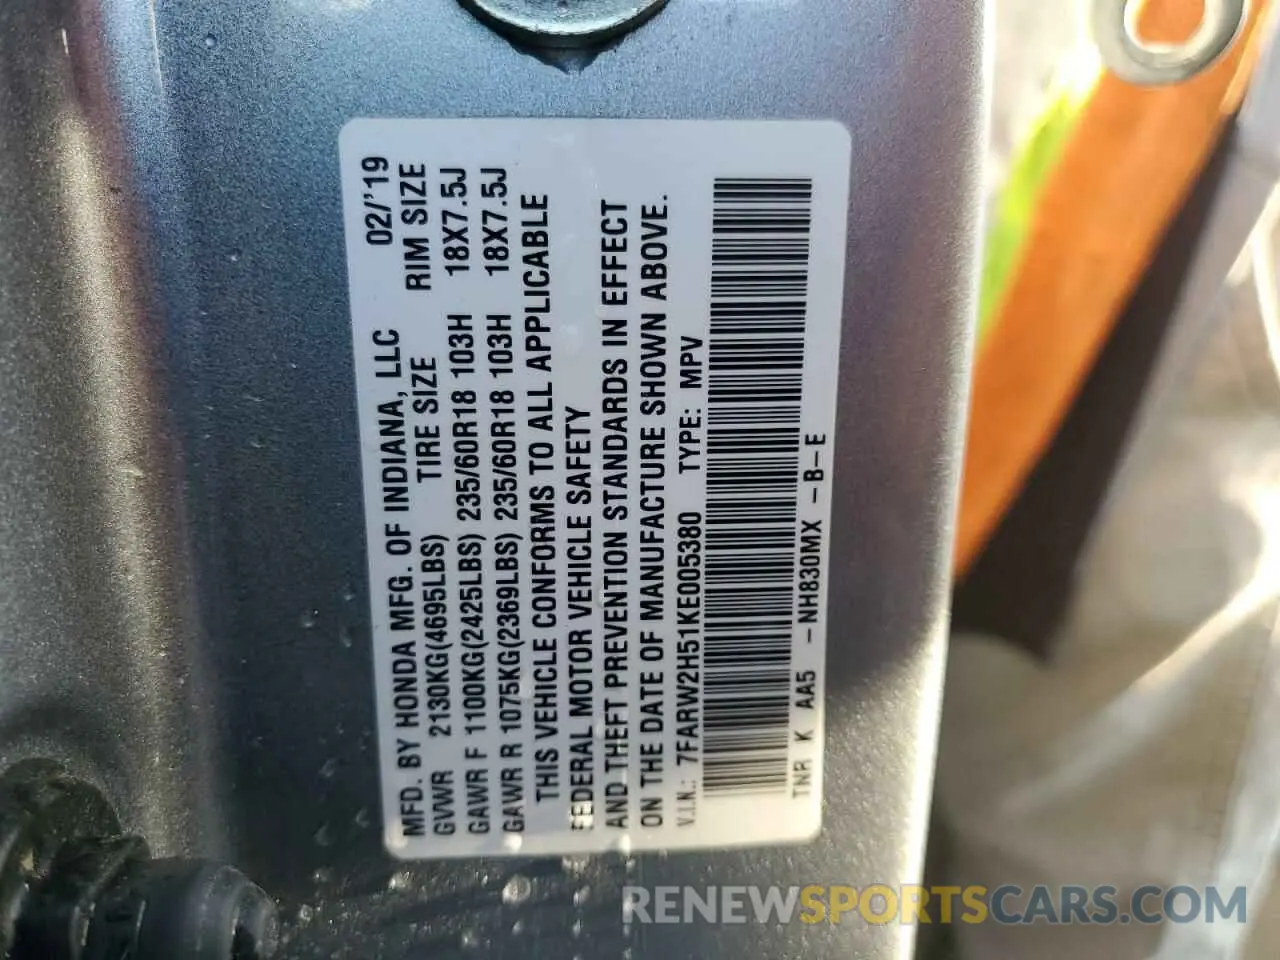 MFD. BY HONDA MFG. OF INDIANA, LLC 02/'19
GVWR 2130KG(4695LBS) TIRE SIZE RIM SIZE
GAWR F 1100KG(2425LBS) 235/60R18 103H 18X7.5J
GAWR R 1075KG(2369LBS) 235/60R18 103H 18X7.5J
THIS VEHICLE CONFORMS TO ALL APPLICABLE
FEDERAL MOTOR VEHICLE SAFETY
AND THEFT PREVENTION STANDARDS IN EFFECT
ON THE DATE OF MANUFACTURE SHOWN ABOVE.
V.I.N.: 7FARW2H51KE005380 TYPE: MPV
TNR K AA5 -NH830MX -B-E
RENEWSPORTSCARS.COM